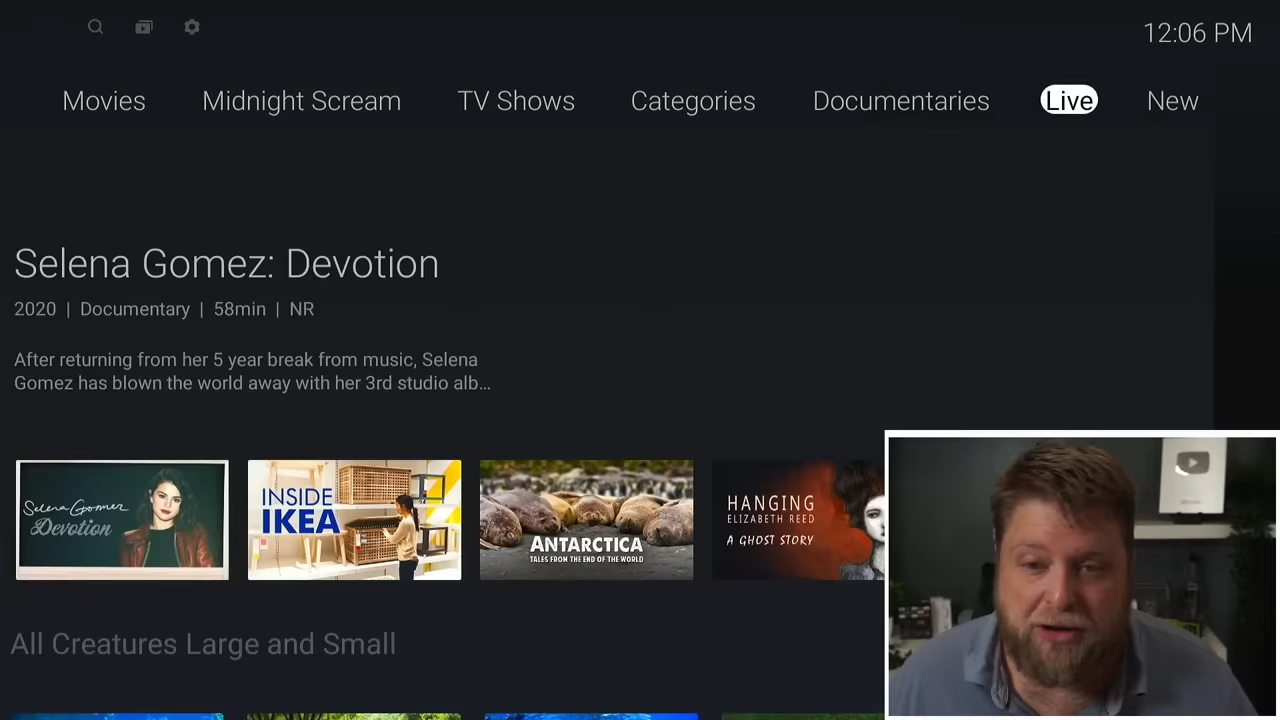 12:06 PM
Movies Midnight Scream TV Shows Categories Documentaries Live New
Selena Gomez: Devotion
2020 | Documentary | 58min | NR
After returning from her 5 year break from music, Selena
Gomez has blown the world away with her 3rd studio alb...
Selena Gomez
Devotion
INSIDE
IKEA
ANTARCTICA
TALES FROM THE END OF THE WORLD
HANGING
ELIZABETH REED
A GHOST STORY
All Creatures Large and Small